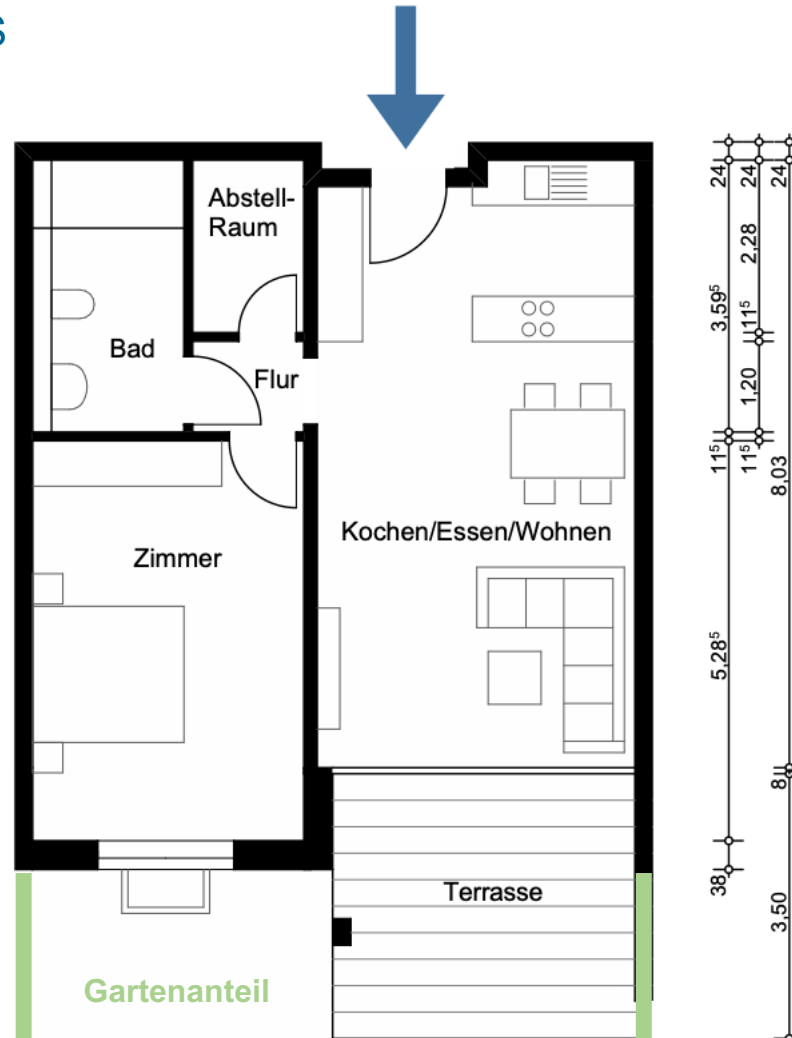 s
Abstell-
Raum
Bad
Flur
Kochen/Essen/Wohnen
Zimmer
Terrasse
Gartenanteil
24
24
24
2,28
3,59⁵
11⁵
1,20
11⁵
11⁵
8,03
5,28⁵
8
38
3,50